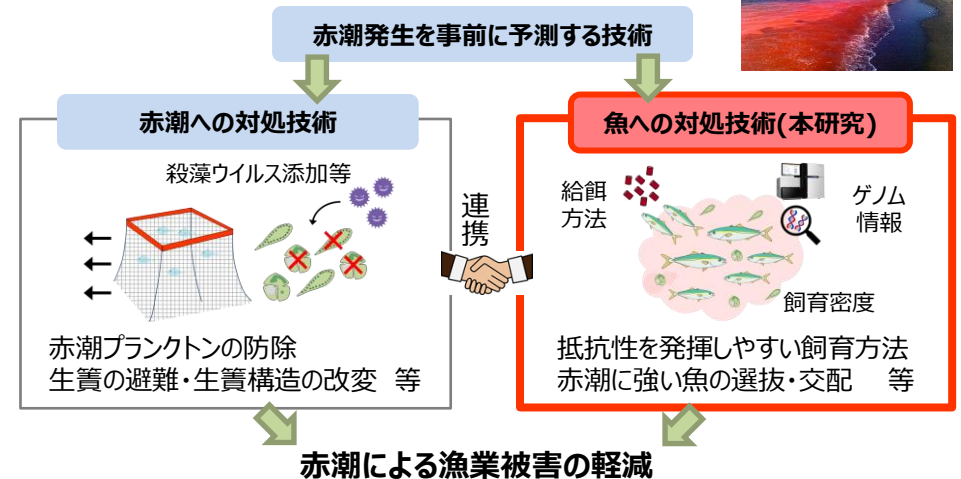 赤潮発生を事前に予測する技術
赤潮への対処技術
殺藻ウイルス添加等
赤潮プランクトンの防除
生簀の避難・生簀構造の改変 等
連携
魚への対処技術(本研究)
給餌
方法
ゲノム
情報
飼育密度
抵抗性を発揮しやすい飼育方法
赤潮に強い魚の選抜・交配 等
赤潮による漁業被害の軽減